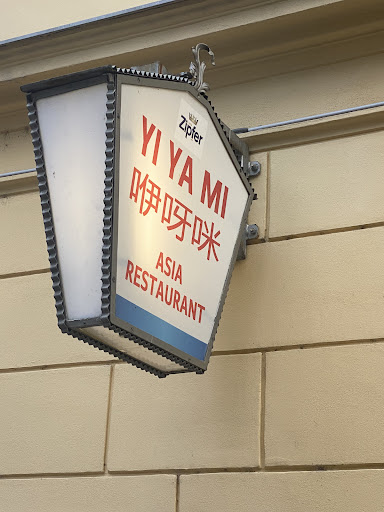 Zipfer
YI YA MI
咿呀咪
ASIA
RESTAURANT